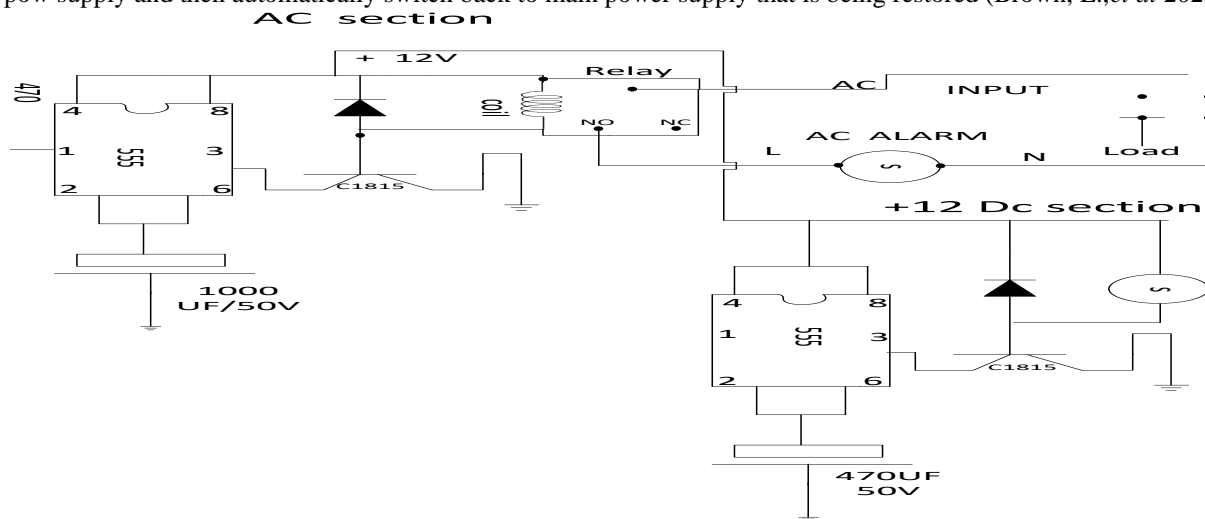 pow supply and then automatically switch back to main power supply that is being restored (Brown, L.,et al 202
AC section
+ 12V
Relay
470
4
8
coil
AC
INPUT
NO
NC
AC ALARM
1
555
3
L
S
N
Load
2
6
C1815
+12 Dc section
1000
UF/50V
4
8
S
1
555
3
C1815
2
6
470UF
50V